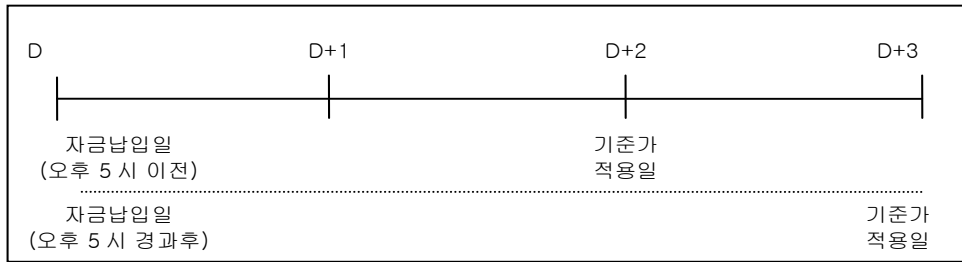 D D+1 D+2 D+3
자금납입일 기준가
(오후 5 시 이전) 적용일
자금납입일 기준가
(오후 5 시 경과후) 적용일